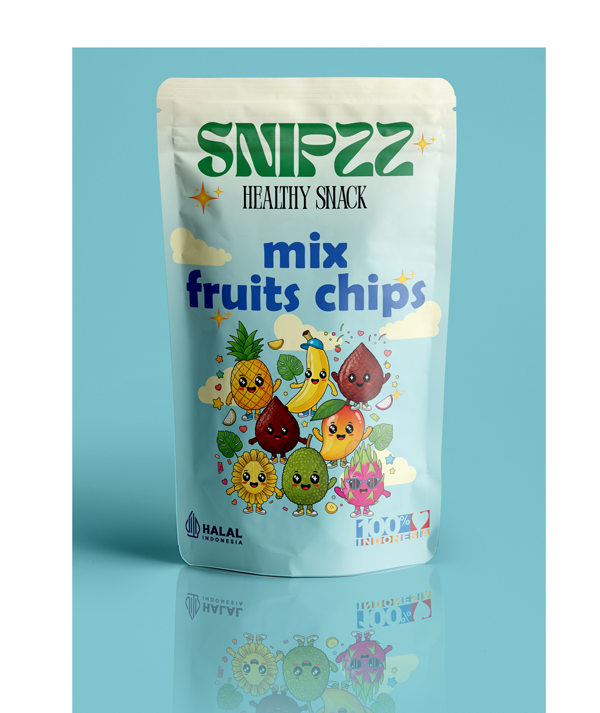 SNIPZZ
HEALTHY SNACK
mix
fruits chips
HALAL
INDONESIA
100%
INDONESIA